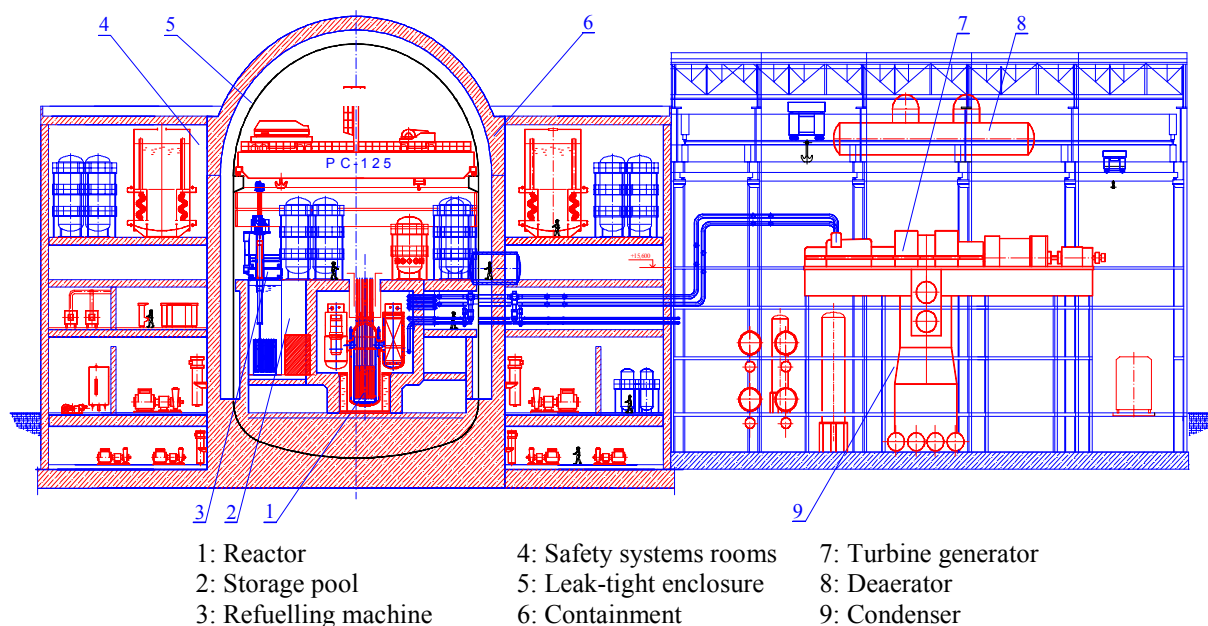 4
5
6
7
8
PC-125
+15,600
3
2
1
9
1: Reactor
4: Safety systems rooms
7: Turbine generator
2: Storage pool
5: Leak-tight enclosure
8: Deaerator
3: Refuelling machine
6: Containment
9: Condenser